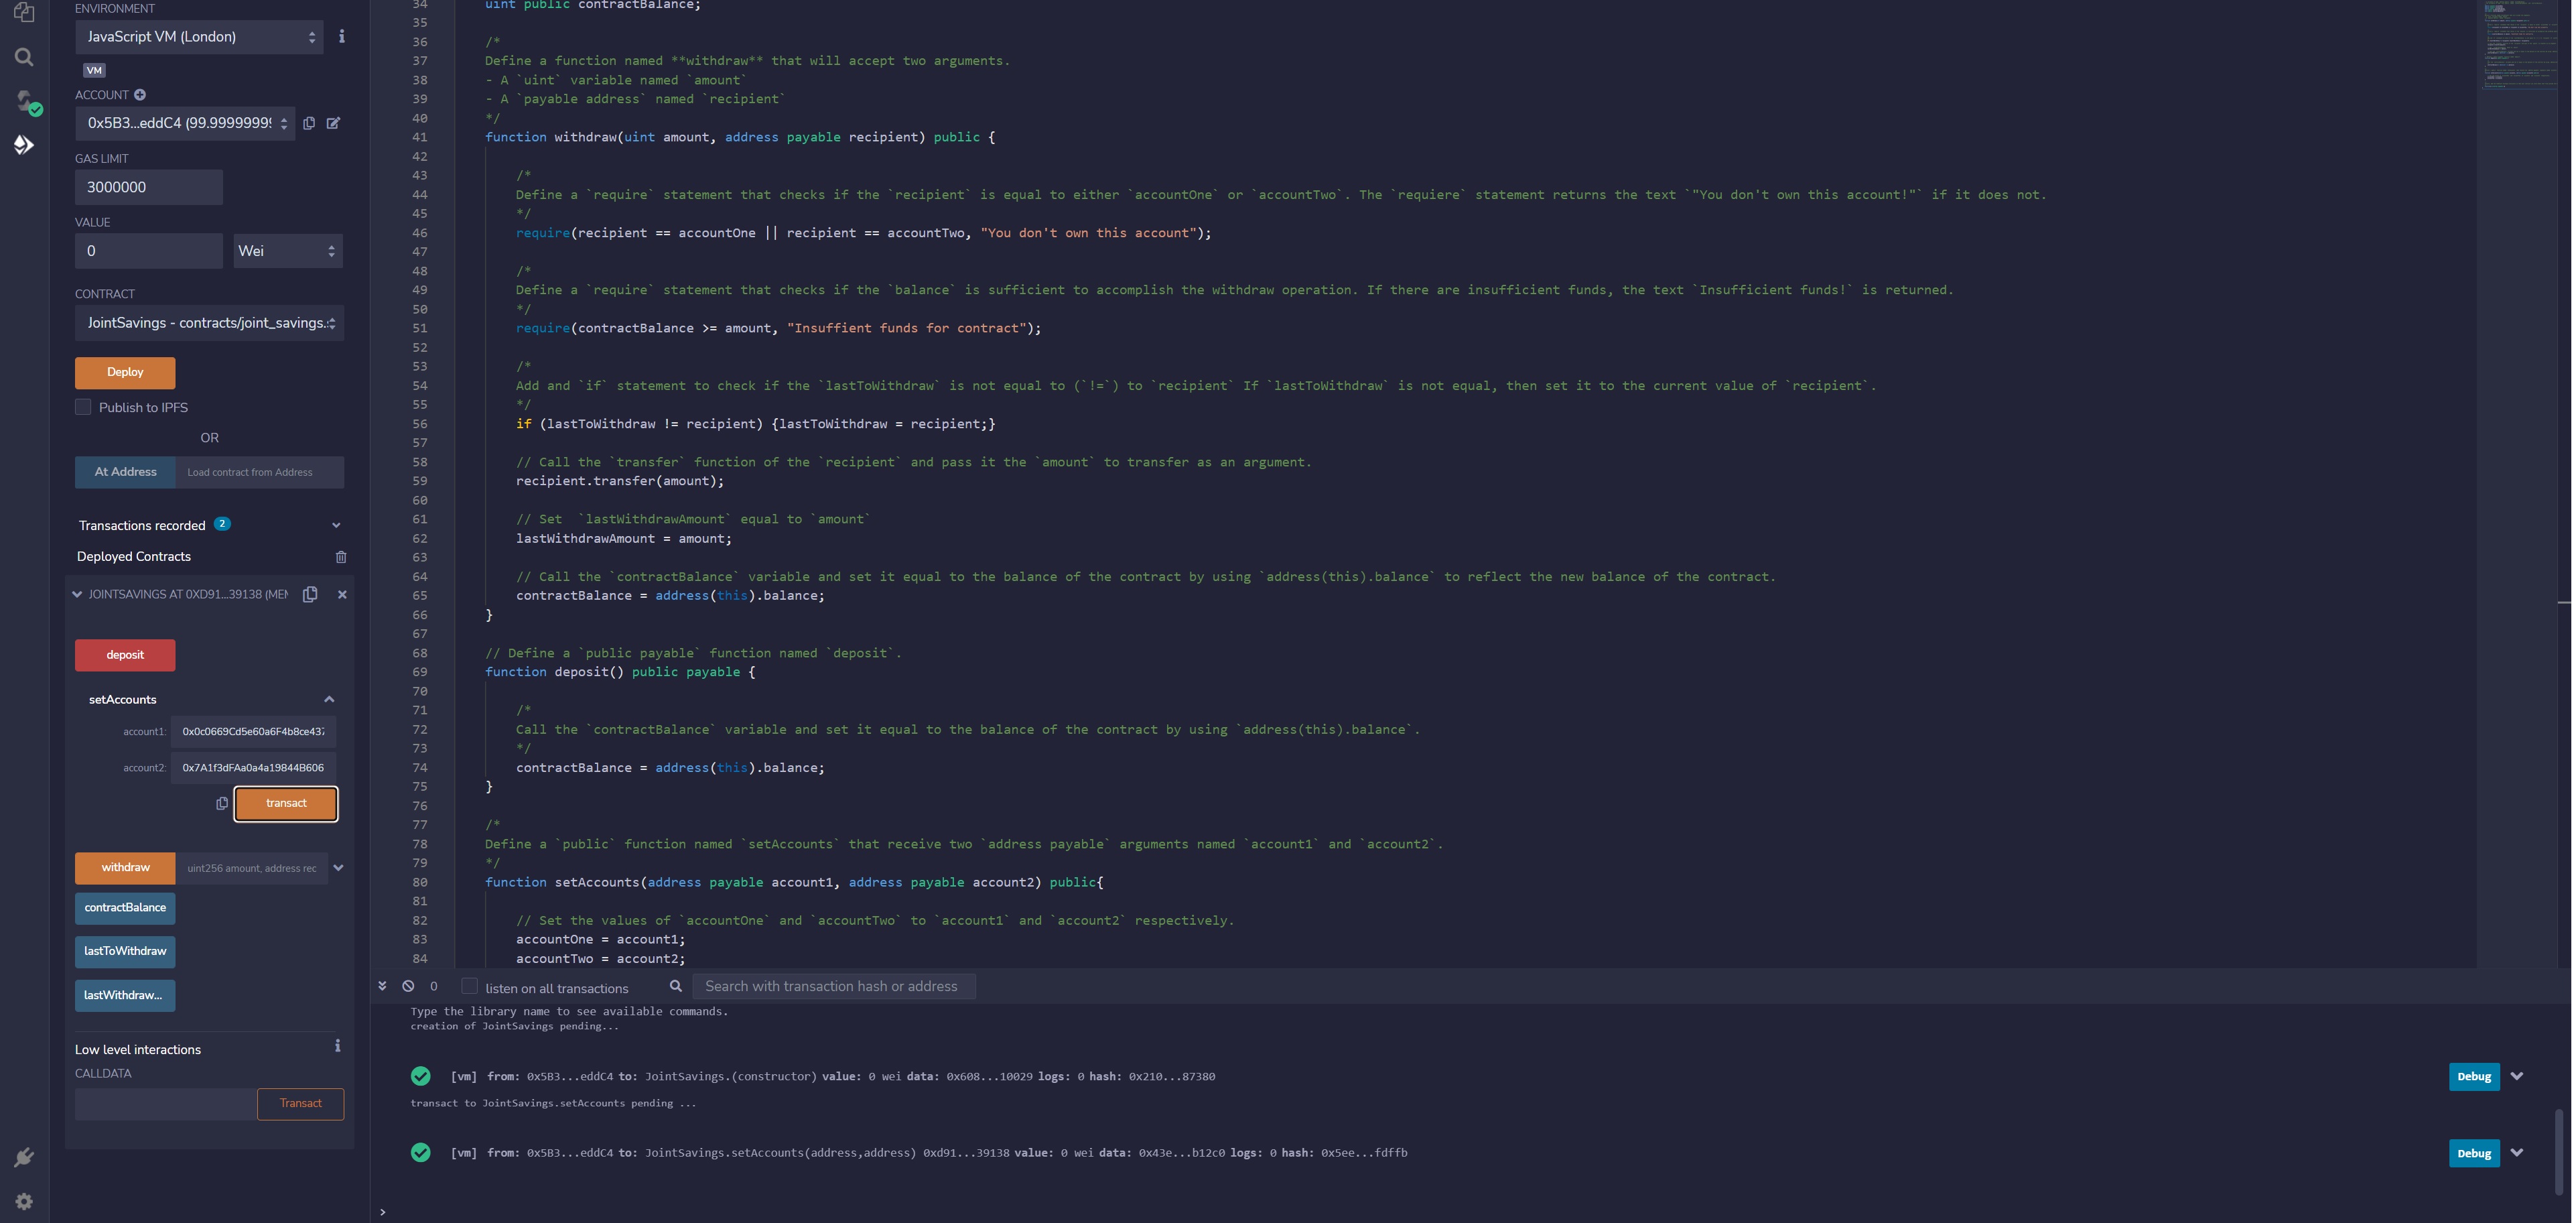 ENVIRONMENT
JavaScript VM (London)
VM
ACCOUNT
0x5B3...eddC4 (99.9999999
GAS LIMIT
3000000
VALUE
0
Wei
CONTRACT
JointSavings - contracts/joint_savings.
Deploy
Publish to IPFS
OR
At Address
Load contract from Address
Transactions recorded 2
Deployed Contracts
JOINTSAVINGS AT 0XD91...39138 (MEM
deposit
setAccounts
account1: 0x0c0669Cd5e60a6F4b8ce437
account2: 0x7A1f3dFAa0a4a19844B606
transact
withdraw
uint256 amount, address rec
contractBalance
lastToWithdraw
lastWithdraw...
Low level interactions
CALLDATA
Transact
34 uint public contractBalance;
35
36 /*
37 Define a function named **withdraw** that will accept two arguments.
38 - A `uint` variable named `amount`
39 - A `payable address` named `recipient`
40 */
41 function withdraw(uint amount, address payable recipient) public {
42
43 /*
44 Define a `require` statement that checks if the `recipient` is equal to either `accountOne` or `accountTwo`. The `requiere` statement returns the text `"You don't own this account!"` if it does not.
45 */
46 require(recipient == accountOne || recipient == accountTwo, "You don't own this account");
47
48 /*
49 Define a `require` statement that checks if the `balance` is sufficient to accomplish the withdraw operation. If there are insufficient funds, the text `Insufficient funds!` is returned.
50 */
51 require(contractBalance >= amount, "Insuffient funds for contract");
52
53 /*
54 Add and `if` statement to check if the `lastToWithdraw` is not equal to (`!=`) to `recipient` If `lastToWithdraw` is not equal, then set it to the current value of `recipient`.
55 */
56 if (lastToWithdraw != recipient) {lastToWithdraw = recipient;}
57
58 // Call the `transfer` function of the `recipient` and pass it the `amount` to transfer as an argument.
59 recipient.transfer(amount);
60
61 // Set  `lastWithdrawAmount` equal to `amount`
62 lastWithdrawAmount = amount;
63
64 // Call the `contractBalance` variable and set it equal to the balance of the contract by using `address(this).balance` to reflect the new balance of the contract.
65 contractBalance = address(this).balance;
66 }
67
68 // Define a `public payable` function named `deposit`.
69 function deposit() public payable {
70
71 /*
72 Call the `contractBalance` variable and set it equal to the balance of the contract by using `address(this).balance`.
73 */
74 contractBalance = address(this).balance;
75 }
76
77 /*
78 Define a `public` function named `setAccounts` that receive two `address payable` arguments named `account1` and `account2`.
79 */
80 function setAccounts(address payable account1, address payable account2) public{
81
82 // Set the values of `accountOne` and `accountTwo` to `account1` and `account2` respectively.
83 accountOne = account1;
84 accountTwo = account2;
0
listen on all transactions
Search with transaction hash or address
Type the library name to see available commands.
creation of JointSavings pending...
[vm] from: 0x5B3...eddC4 to: JointSavings.(constructor) value: 0 wei data: 0x608...10029 logs: 0 hash: 0x210...87380
Debug
transact to JointSavings.setAccounts pending ...
[vm] from: 0x5B3...eddC4 to: JointSavings.setAccounts(address,address) 0xd91...39138 value: 0 wei data: 0x43e...b12c0 logs: 0 hash: 0x5ee...fdffb
Debug
>